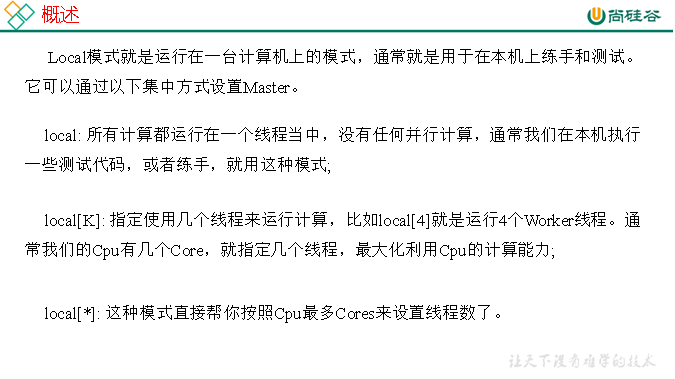 概述
尚硅谷
Local模式就是运行在一台计算机上的模式，通常就是用于在本机上练手和测试。
它可以通过以下集中方式设置Master。
local: 所有计算都运行在一个线程当中，没有任何并行计算，通常我们在本机执行
一些测试代码，或者练手，就用这种模式;
local[K]: 指定使用几个线程来运行计算，比如local[4]就是运行4个Worker线程。通
常我们的Cpu有几个Core，就指定几个线程，最大化利用Cpu的计算能力;
local[*]: 这种模式直接帮你按照Cpu最多Cores来设置线程数了。
让天下没有难学的技术